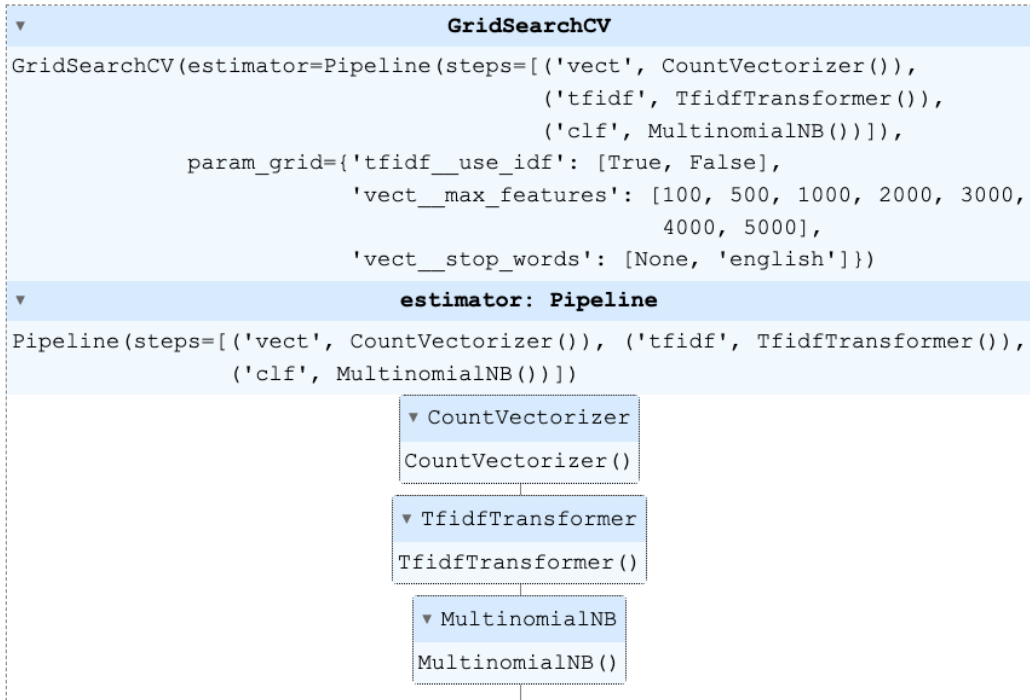 ▼ GridSearchCV
GridSearchCV(estimator=Pipeline(steps=[('vect', CountVectorizer()),
('tfidf', TfidfTransformer()),
('clf', MultinomialNB())]),
param_grid={'tfidf__use_idf': [True, False],
'vect__max_features': [100, 500, 1000, 2000, 3000,
4000, 5000],
'vect__stop_words': [None, 'english']})
▼ estimator: Pipeline
Pipeline(steps=[('vect', CountVectorizer()), ('tfidf', TfidfTransformer()),
('clf', MultinomialNB())])
▼ CountVectorizer
CountVectorizer()
▼ TfidfTransformer
TfidfTransformer()
▼ MultinomialNB
MultinomialNB()